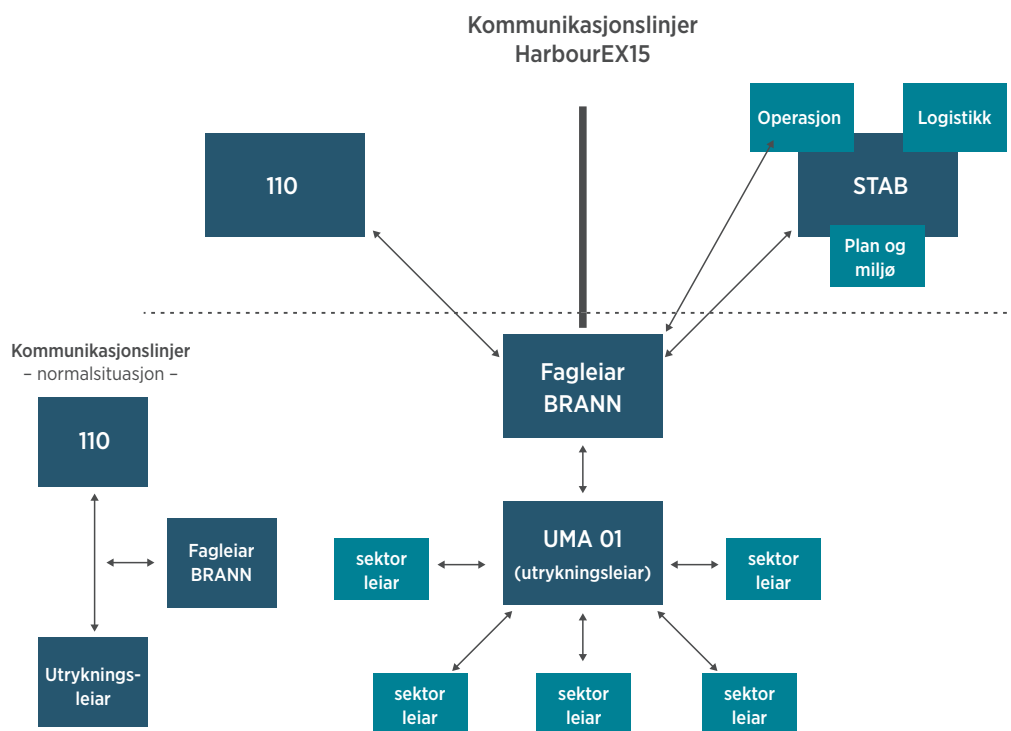 Kommunikasjonslinjer
HarbourEX15
Operasjon
Logistikk
110
STAB
Plan og
miljø
Kommunikasjonslinjer
– normalsituasjon –
110
Fagleiar
BRANN
Utryknings-
leiar
Fagleiar
BRANN
UMA 01
(utrykningsleiar)
sektor
leiar
sektor
leiar
sektor
leiar
sektor
leiar
sektor
leiar